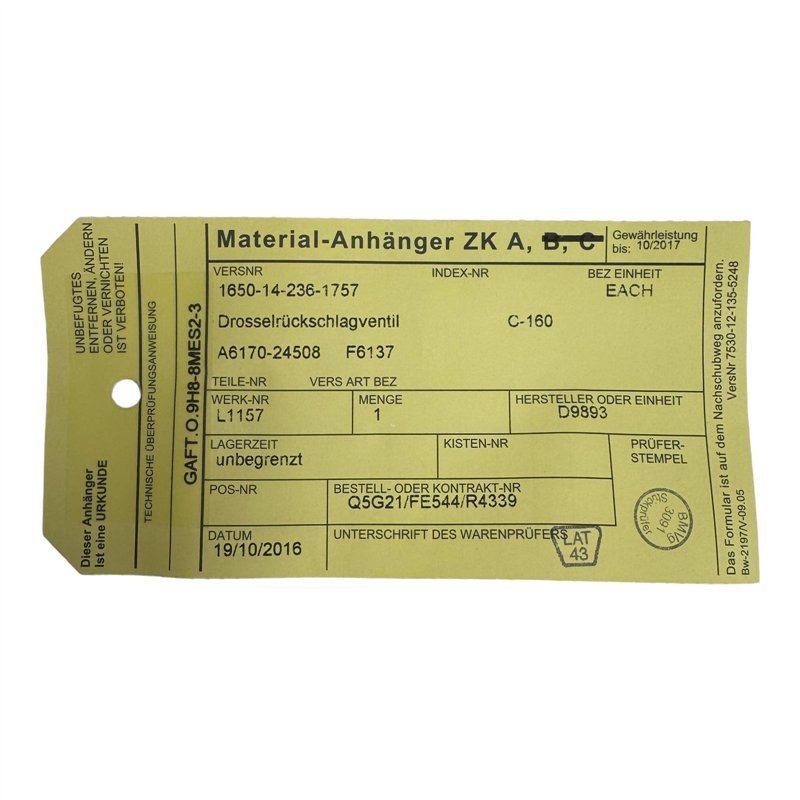 UNBEFUGTES
ENTFERNEN, ÄNDERN
ODER VERNICHTEN
IST VERBOTEN!
Dieser Anhänger
Ist eine URKUNDE
TECHNISCHE ÜBERPRÜFUNGSANWEISUNG
GAFT.O.9H8-8MES2-3
Material-Anhänger ZK A, B, C
Gewährleistung
bis: 10/2017
VERSNR INDEX-NR BEZ EINHEIT
1650-14-236-1757 EACH
Drosselrückschlagventil C-160
A6170-24508 F6137
TEILE-NR VERS ART BEZ
WERK-NR MENGE HERSTELLER ODER EINHEIT
L1157 1 D9893
LAGERZEIT KISTEN-NR PRÜFER-
unbegrenzt STEMPEL
POS-NR BESTELL- ODER KONTRAKT-NR
Q5G21/FE544/R4339
DATUM UNTERSCHRIFT DES WARENPRÜFERS
19/10/2016
LAT
43
BMVg
3091
Stückprüfer
Das Formular ist auf dem Nachschubweg anzufordern.
VersNr 7530-12-135-5248
Bw-2197/V-09.05